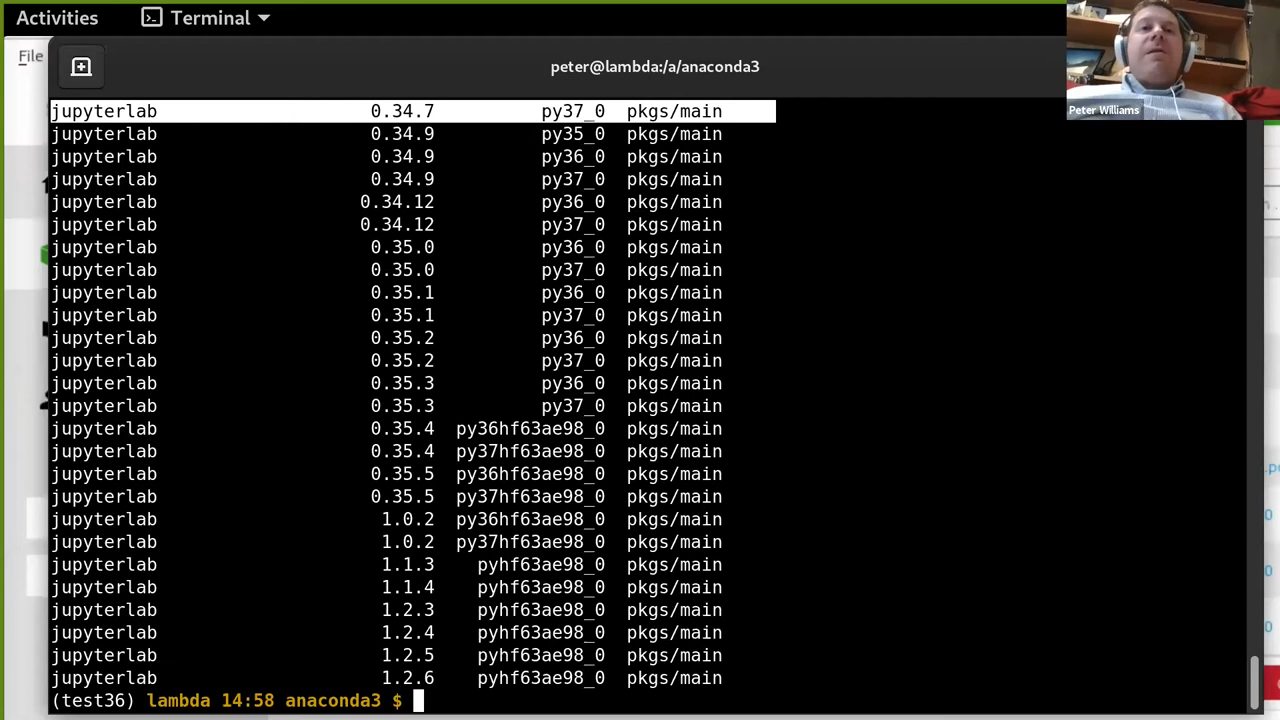 Activities Terminal
File
peter@lambda:/a/anaconda3
Peter Williams
jupyterlab 0.34.7 py37_0 pkgs/main
jupyterlab 0.34.9 py35_0 pkgs/main
jupyterlab 0.34.9 py36_0 pkgs/main
jupyterlab 0.34.9 py37_0 pkgs/main
jupyterlab 0.34.12 py36_0 pkgs/main
jupyterlab 0.34.12 py37_0 pkgs/main
jupyterlab 0.35.0 py36_0 pkgs/main
jupyterlab 0.35.0 py37_0 pkgs/main
jupyterlab 0.35.1 py36_0 pkgs/main
jupyterlab 0.35.1 py37_0 pkgs/main
jupyterlab 0.35.2 py36_0 pkgs/main
jupyterlab 0.35.2 py37_0 pkgs/main
jupyterlab 0.35.3 py36_0 pkgs/main
jupyterlab 0.35.3 py37_0 pkgs/main
jupyterlab 0.35.4 py36hf63ae98_0 pkgs/main
jupyterlab 0.35.4 py37hf63ae98_0 pkgs/main
jupyterlab 0.35.5 py36hf63ae98_0 pkgs/main
jupyterlab 0.35.5 py37hf63ae98_0 pkgs/main
jupyterlab 1.0.2 py36hf63ae98_0 pkgs/main
jupyterlab 1.0.2 py37hf63ae98_0 pkgs/main
jupyterlab 1.1.3 pyhf63ae98_0 pkgs/main
jupyterlab 1.1.4 pyhf63ae98_0 pkgs/main
jupyterlab 1.2.3 pyhf63ae98_0 pkgs/main
jupyterlab 1.2.4 pyhf63ae98_0 pkgs/main
jupyterlab 1.2.5 pyhf63ae98_0 pkgs/main
jupyterlab 1.2.6 pyhf63ae98_0 pkgs/main
(test36) lambda 14:58 anaconda3 $